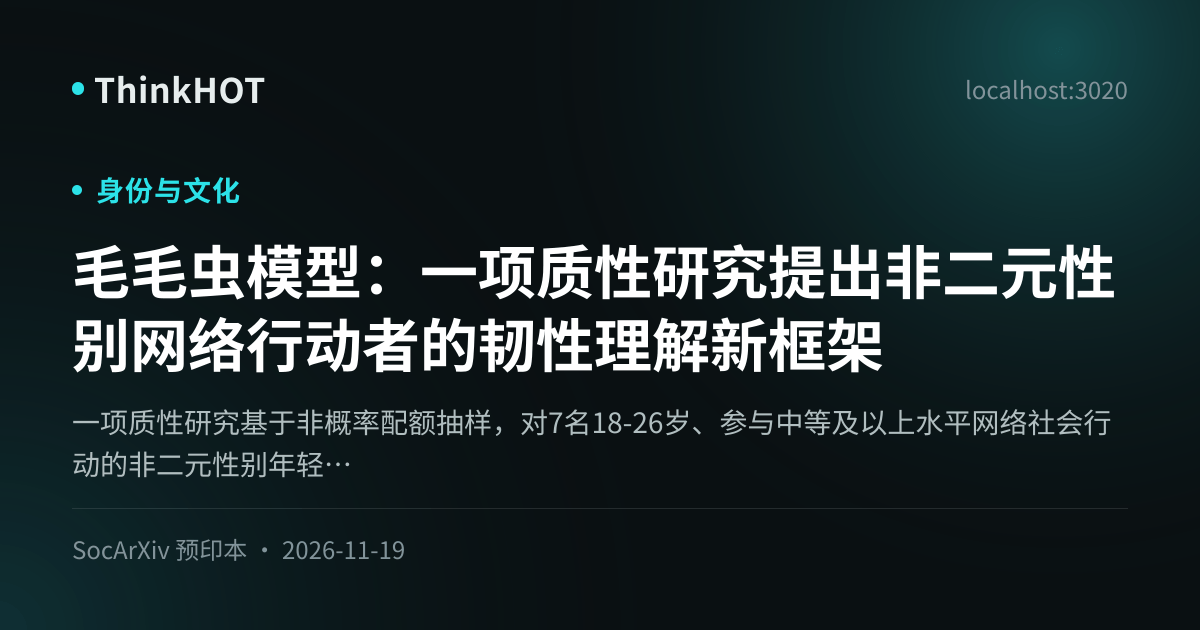 ThinkHOT
localhost:3020
身份与文化
毛毛虫模型：一项质性研究提出非二元性
别网络行动者的韧性理解新框架
一项质性研究基于非概率配额抽样，对7名18-26岁、参与中等及以上水平网络社会行
动的非二元性别年轻…
SocArXiv 预印本 · 2026-11-19